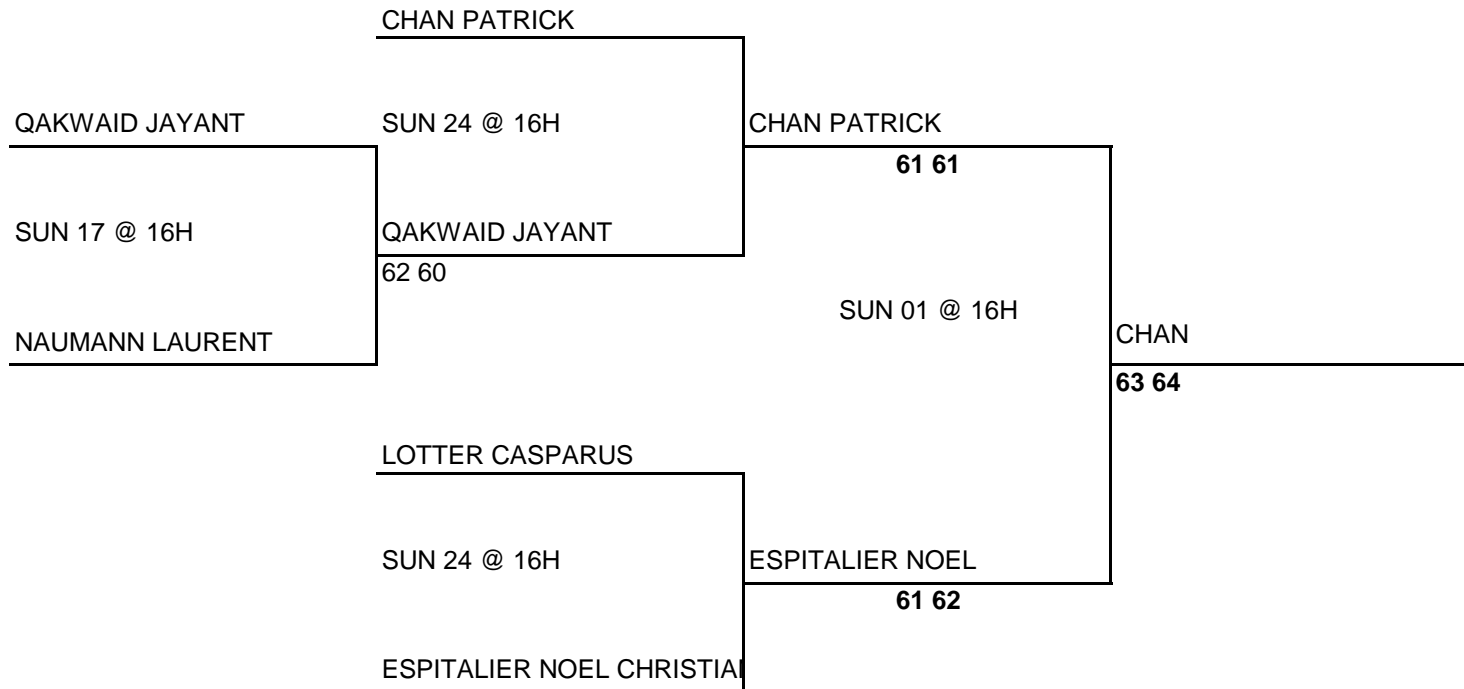 CHAN PATRICK
QAKWAID JAYANT
SUN 24 @ 16H
CHAN PATRICK
61 61
SUN 17 @ 16H
QAKWAID JAYANT
62 60
SUN 01 @ 16H
NAUMANN LAURENT
CHAN
63 64
LOTTER CASPARUS
SUN 24 @ 16H
ESPITALIER NOEL
61 62
ESPITALIER NOEL CHRISTIA